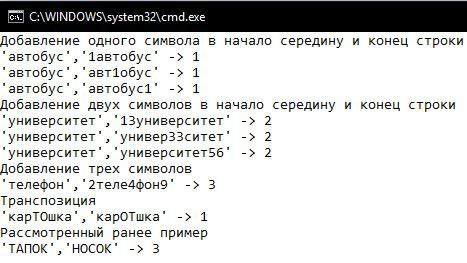 C:\WINDOWS\system32\cmd.exe
Добавление одного символа в начало середину и конец строки
'автобус','1автобус' -> 1
'автобус','авт1обус' -> 1
'автобус','автобус1' -> 1
Добавление двух символов в начало середину и конец строки
'университет','13университет' -> 2
'университет','универ33ситет' -> 2
'университет','университет56' -> 2
Добавление трех символов
'телефон','2теле4фон9' -> 3
Транспозиция
'карТОшка','карОТшка' -> 1
Рассмотренный ранее пример
'ТАПОК','НОСОК' -> 3